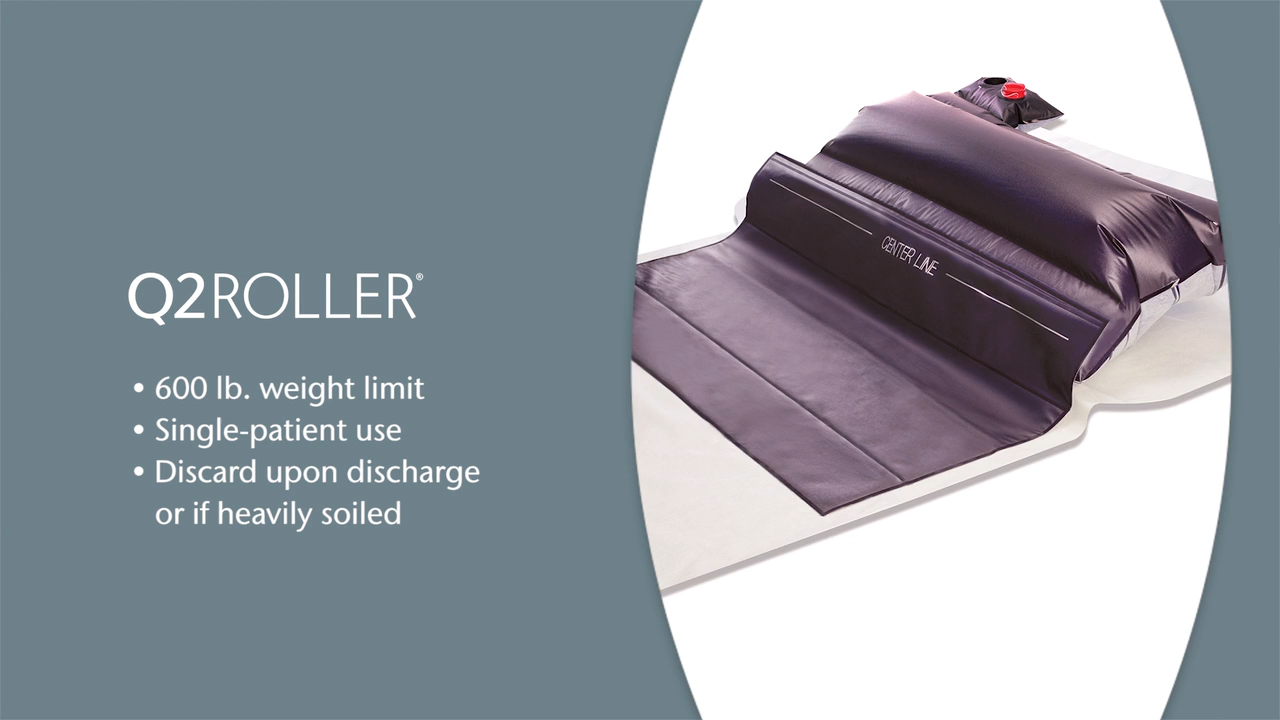 Q2ROLLER®
• 600 lb. weight limit
• Single-patient use
• Discard upon discharge
or if heavily soiled
CENTER LINE